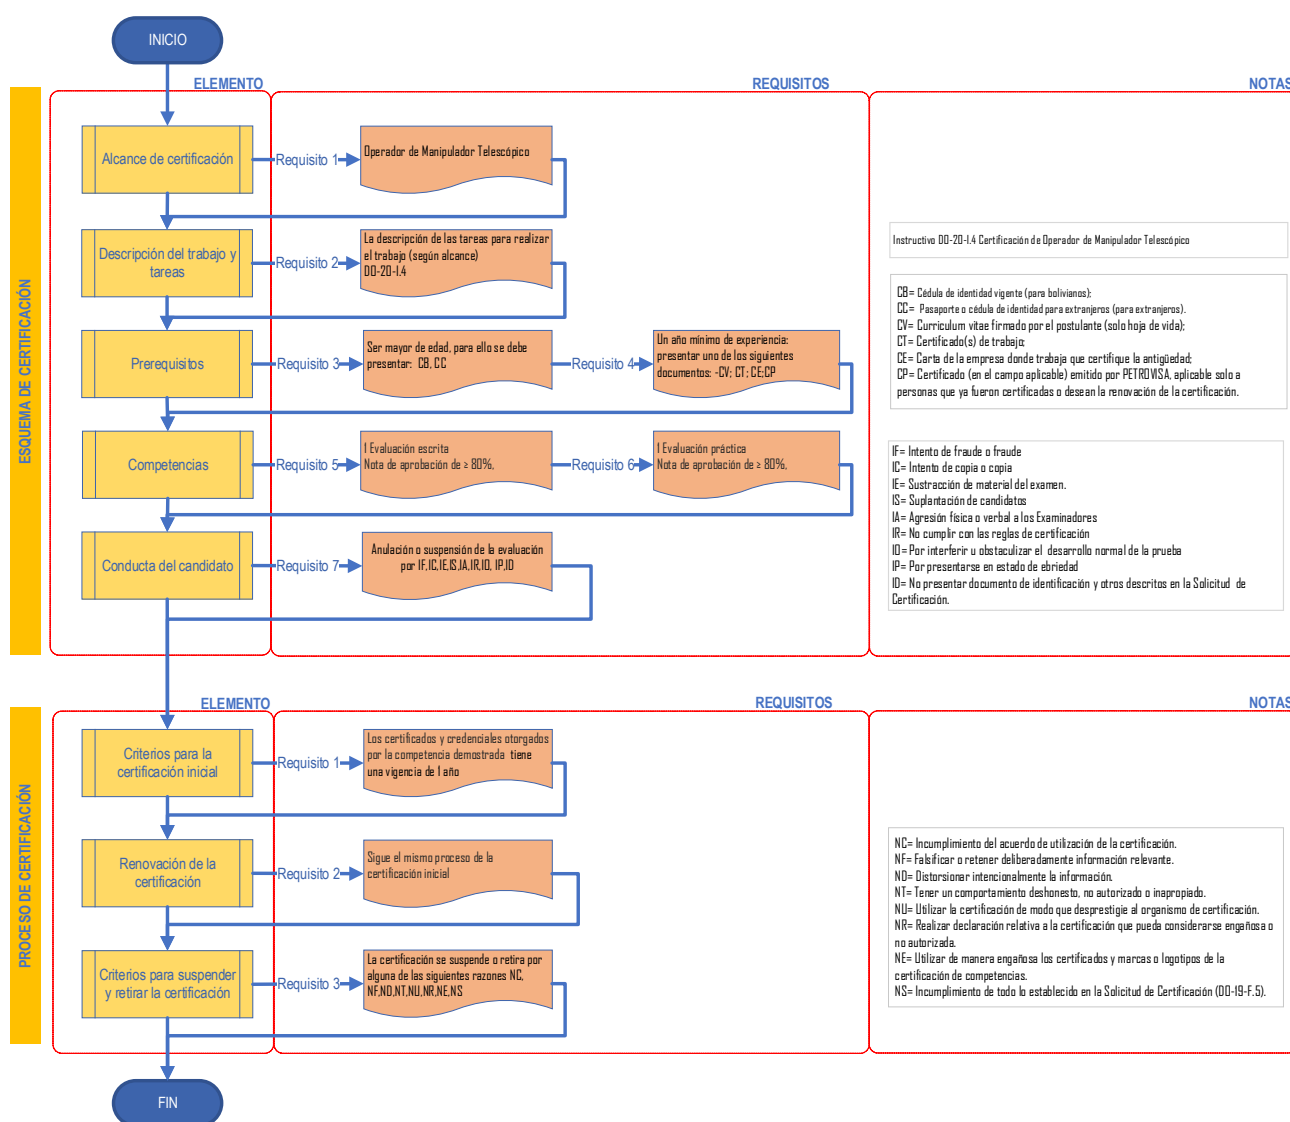 INICIO
ELEMENTO
REQUISITOS
NOTAS
ESQUEMA DE CERTIFICACIÓN
Alcance de certificación
Requisito 1
Operador de Manipulador Telescópico
Descripción del trabajo y
tareas
Requisito 2
La descripción de las tareas para realizar
el trabajo (según alcance)
DO-20-I.4
Instructivo DO-20-I.4 Certificación de Operador de Manipulador Telescópico
Prerequisitos
Requisito 3
Ser mayor de edad, para ello se debe
presentar: CB, CC
Requisito 4
Un año mínimo de experiencia:
presentar uno de los siguientes
documentos: -CV; CT; CE;CP
CB= Cédula de identidad vigente (para bolivianos);
CC= Pasaporte o cédula de identidad para extranjeros (para extranjeros).
CV= Curriculum vitae firmado por el postulante (solo hoja de vida);
CT= Certificado(s) de trabajo;
CE= Carta de la empresa donde trabaja que certifique la antigüedad;
CP= Certificado (en el campo aplicable) emitido por PETROVISA, aplicable solo a
personas que ya fueron certificadas o desean la renovación de la certificación.
Competencias
Requisito 5
1 Evaluación escrita
Nota de aprobación de ≥ 80%,
Requisito 6
1 Evaluación práctica
Nota de aprobación de ≥ 80%,
Conducta del candidato
Requisito 7
Anulación o suspensión de la evaluación
por IF,IC,IE,IS,IA,IR,IO, IP,ID
IF= Intento de fraude o fraude
IC= Intento de copia o copia
IE= Sustracción de material del examen.
IS= Suplantación de candidatos
IA= Agresión física o verbal a los Examinadores
IR= No cumplir con las reglas de certificación
IO= Por interferir u obstaculizar el desarrollo normal de la prueba
IP= Por presentarse en estado de ebriedad
ID= No presentar documento de identificación y otros descritos en la Solicitud de
Certificación.
ELEMENTO
REQUISITOS
NOTAS
PROCESO DE CERTIFICACIÓN
Criterios para la
certificación inicial
Requisito 1
Los certificados y credenciales otorgados
por la competencia demostrada tiene
una vigencia de 1 año
Renovación de la
certificación
Requisito 2
Sigue el mismo proceso de la
certificación inicial
Criterios para suspender
y retirar la certificación
Requisito 3
La certificación se suspende o retira por
alguna de las siguientes razones NC,
NF,ND,NT,NU,NR,NE,NS
NC= Incumplimiento del acuerdo de utilización de la certificación.
NF= Falsificar o retener deliberadamente información relevante.
ND= Distorsionar intencionalmente la información.
NT= Tener un comportamiento deshonesto, no autorizado o inapropiado.
NU= Utilizar la certificación de modo que desprestigie al organismo de certificación.
NR= Realizar declaración relativa a la certificación que pueda considerarse engañosa o
no autorizada.
NE= Utilizar de manera engañosa los certificados y marcas o logotipos de la
certificación de competencias.
NS= Incumplimiento de todo lo establecido en la Solicitud de Certificación (DO-19-F.5).
FIN